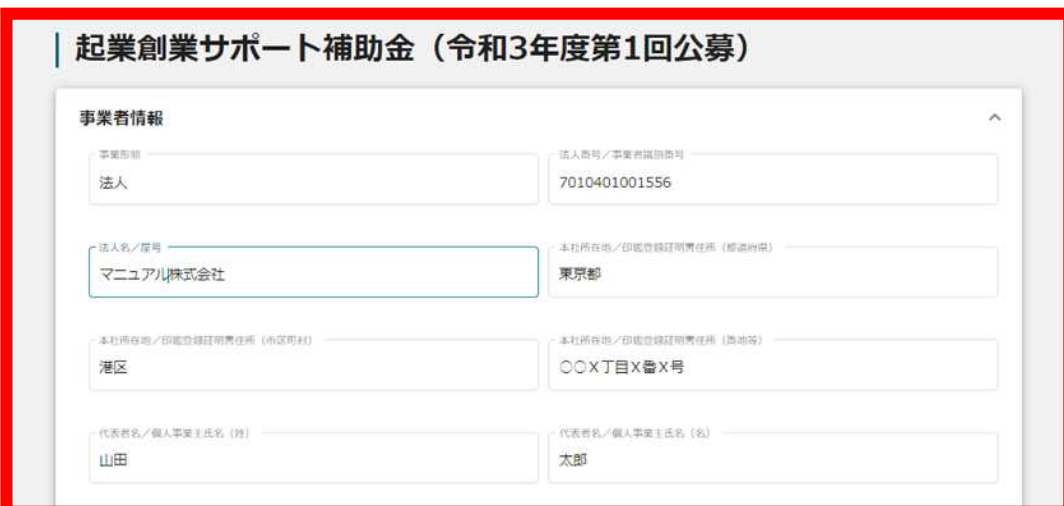 起業創業サポート補助金（令和3年度第1回公募）
事業者情報
事業形態 法人番号／事業者識別番号
法人 7010401001556
法人名／屋号 本社所在地／印鑑登録証明書住所（都道府県）
マニュアル株式会社 東京都
本社所在地／印鑑登録証明書住所（市区町村） 本社所在地／印鑑登録証明書住所（番地等）
港区 〇〇X丁目X番X号
代表者名／個人事業主氏名（姓） 代表者名／個人事業主氏名（名）
山田 太郎